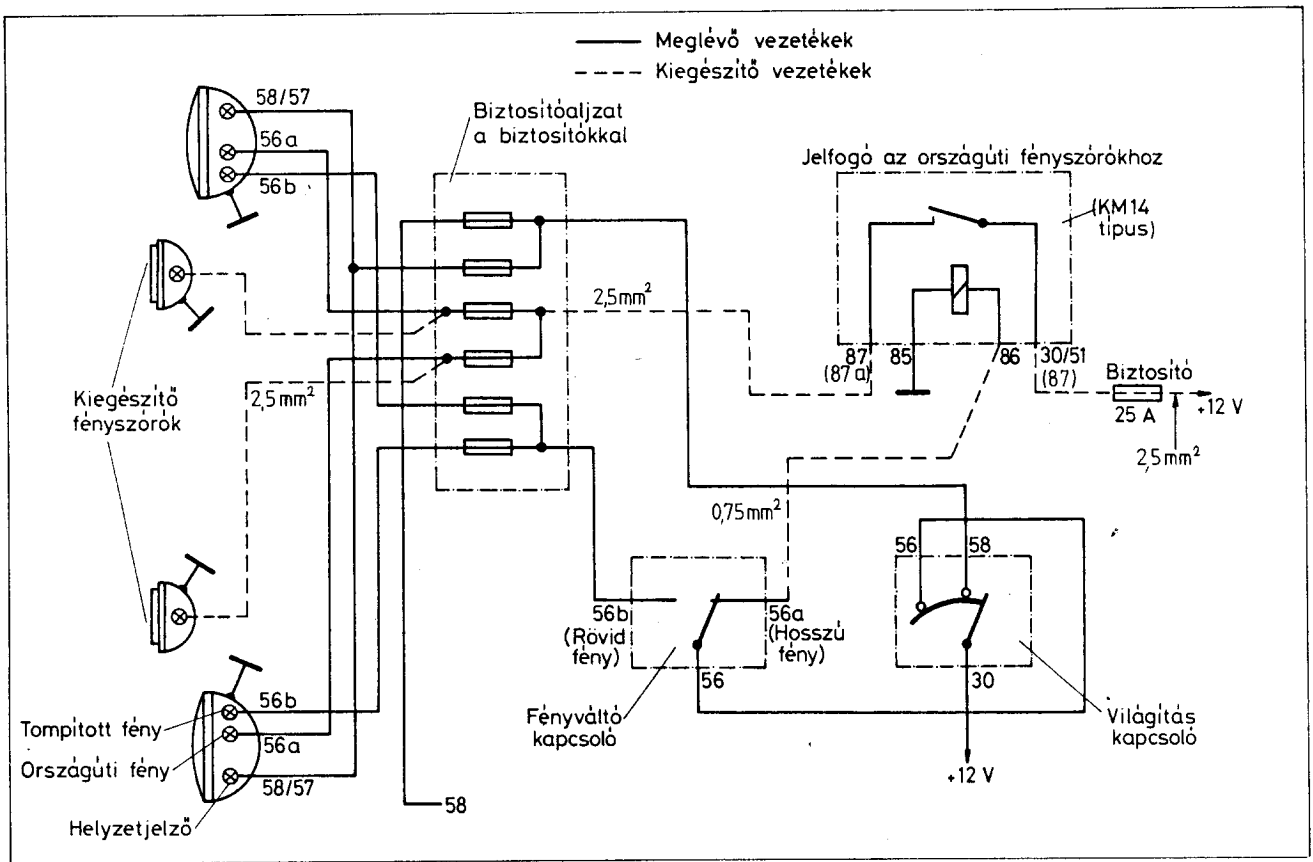 Meglévő vezetékek
Kiegészítő vezetékek
58/57
56a
56b
Biztosítóaljzat
a biztosítókkal
Jelfogó az országúti fényszórókhoz
(KM14
típus)
2,5mm²
87
(87a)
85
86
30/51
(87)
Biztosító
25 A
+12 V
2,5mm²
Kiegészítő
fényszórók
2,5mm²
0,75mm²
56
58
56b
(Rövid
fény)
56a
(Hosszú
fény)
56
30
Fényváltó
kapcsoló
Világítás
kapcsoló
+12 V
Tompított fény
Országúti fény
Helyzetjelző
56b
56a
58/57
58